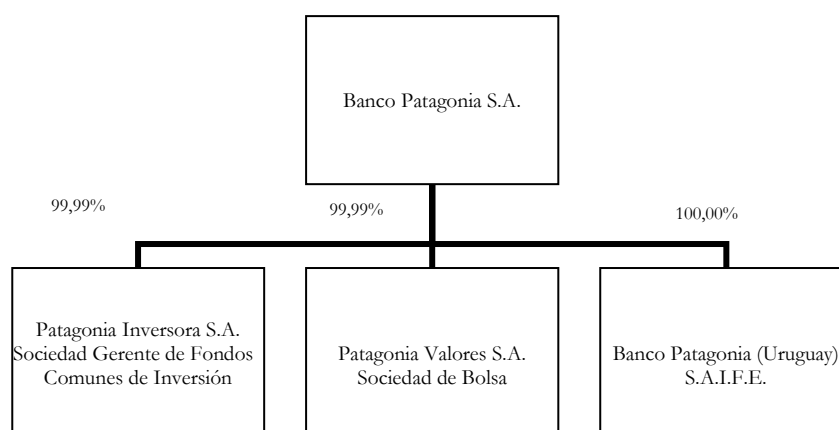 Banco Patagonia S.A.
99,99%
99,99%
100,00%
Patagonia Inversora S.A.
Sociedad Gerente de Fondos
Comunes de Inversión
Patagonia Valores S.A.
Sociedad de Bolsa
Banco Patagonia (Uruguay)
S.A.I.F.E.